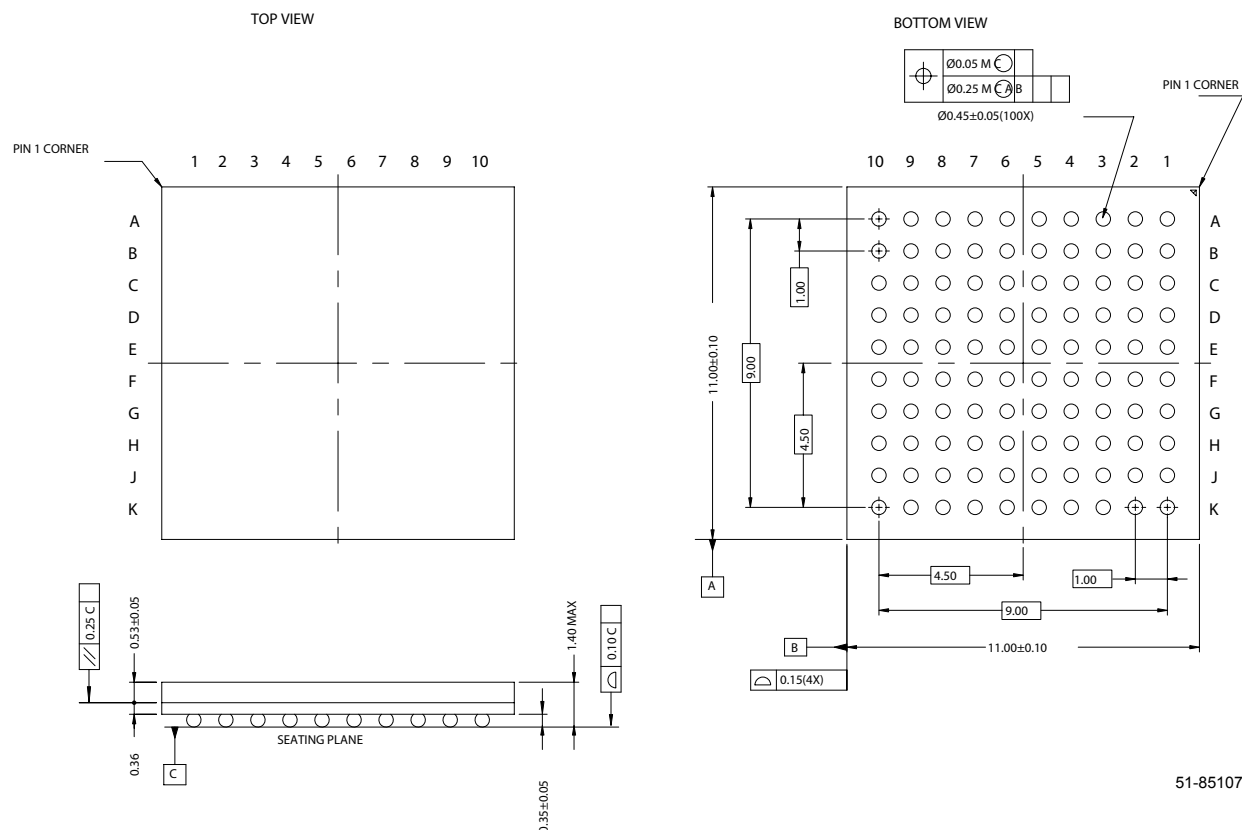 TOP VIEW
BOTTOM VIEW
Ø0.05 M C
Ø0.25 M C A B
Ø0.45±0.05(100X)
PIN 1 CORNER
PIN 1 CORNER
1 2 3 4 5 6 7 8 9 10
10 9 8 7 6 5 4 3 2 1
A
B
C
D
E
F
G
H
J
K
A
B
C
D
E
F
G
H
J
K
1.00
9.00
11.00±0.10
4.50
A
4.50
1.00
9.00
B
11.00±0.10
0.15(4X)
0.25 C
0.53±0.05
1.40 MAX
0.10 C
SEATING PLANE
0.36
C
0.35±0.05
51-85107